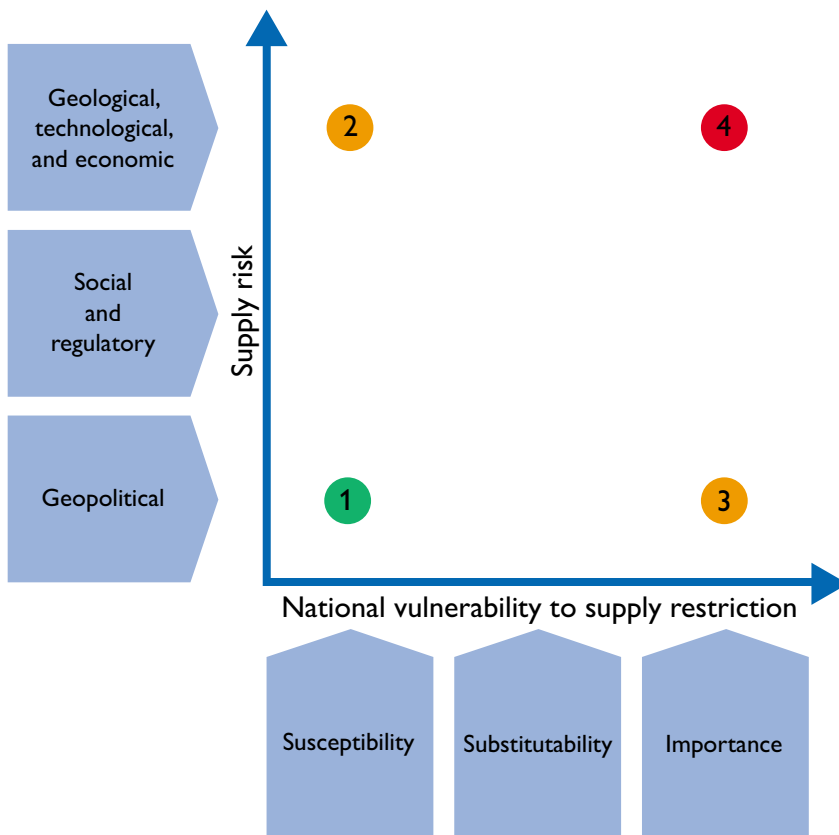 Geological,
technological,
and economic
Social
and
regulatory
Geopolitical
Supply risk
2
4
1
3
National vulnerability to supply restriction
Susceptibility
Substitutability
Importance